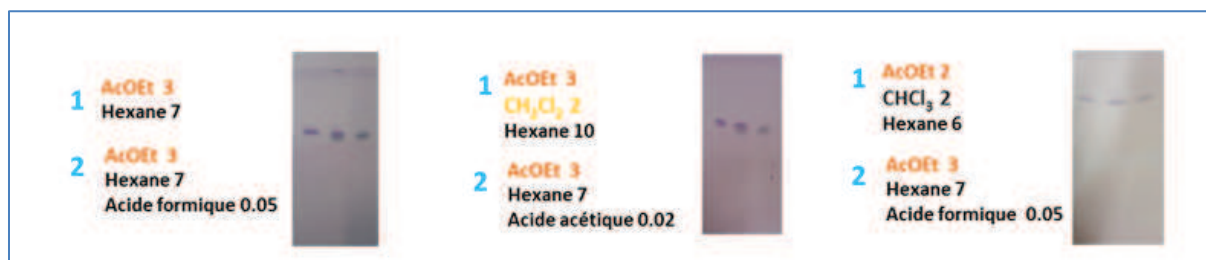 1
AcOEt 3
Hexane 7
2
AcOEt 3
Hexane 7
Acide formique 0.05
1
AcOEt 3
CH₂Cl₂ 2
Hexane 10
2
AcOEt 3
Hexane 7
Acide acétique 0.02
1
AcOEt 2
CHCl₃ 2
Hexane 6
2
AcOEt 3
Hexane 7
Acide formique 0.05